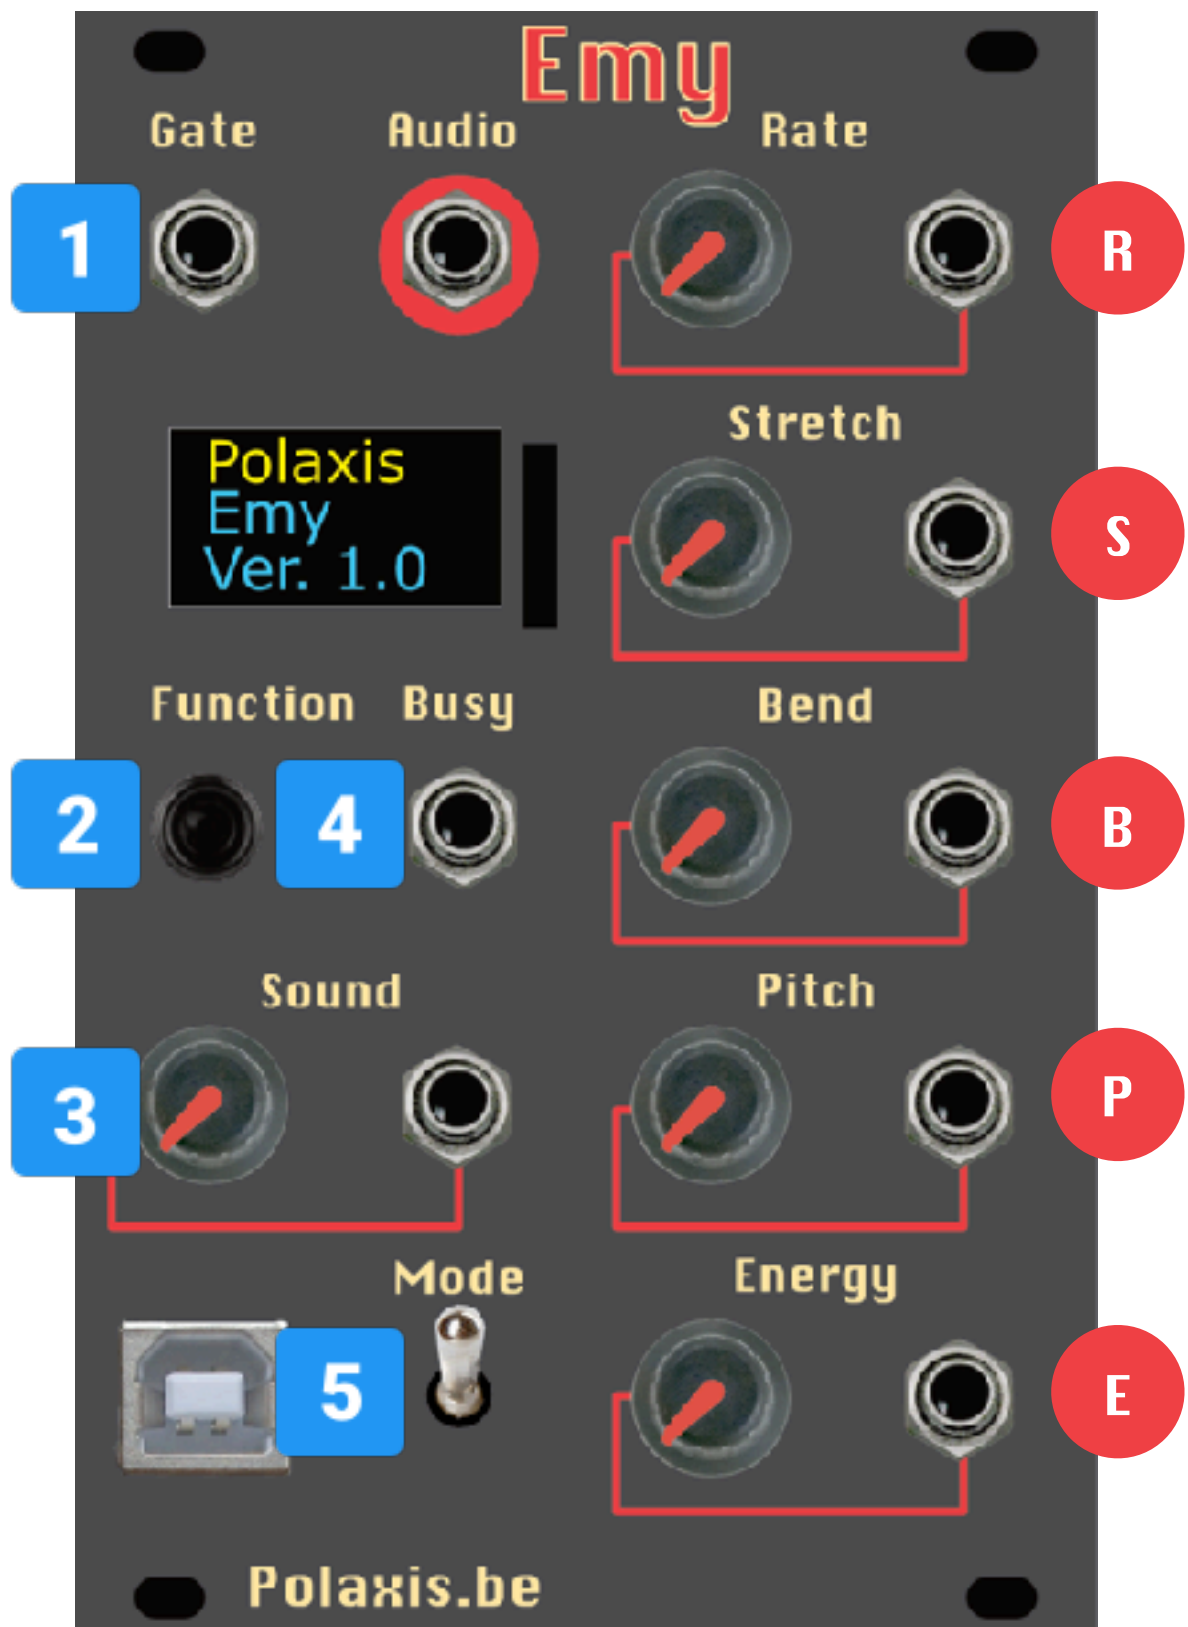 Emy
Gate Audio Rate
1 R
Polaxis
Emy
Ver. 1.0
Stretch
S
Function Busy Bend
2 4 B
Sound Pitch
3 P
Mode Energy
5 E
Polaxis.be